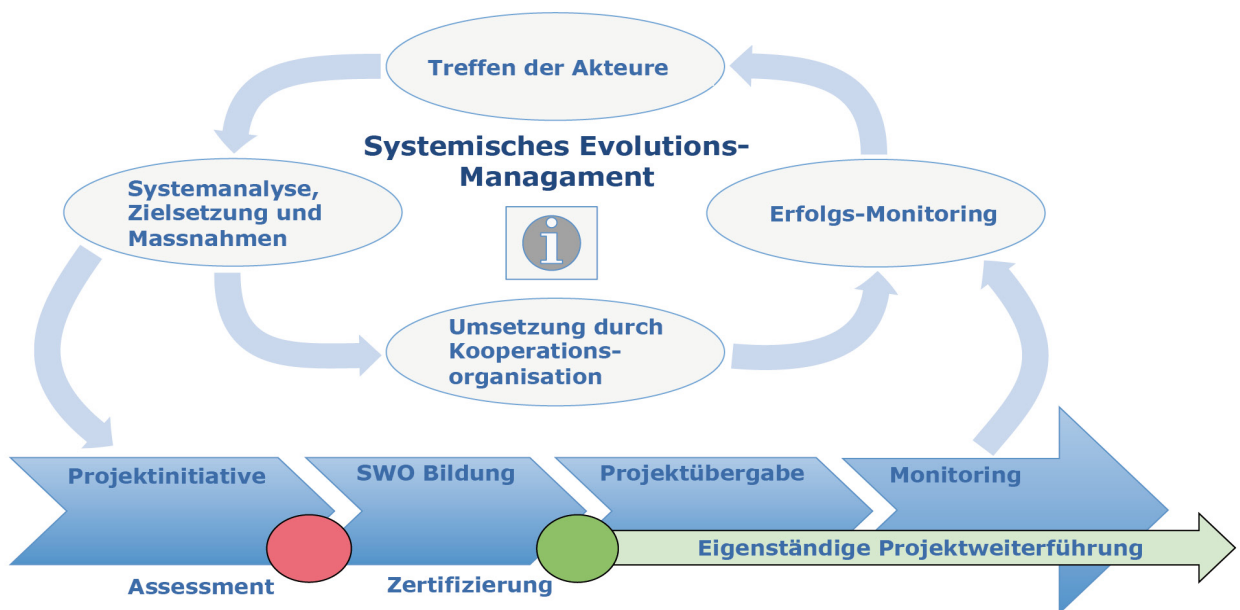 Treffen der Akteure
Systemisches Evolutions-
Managament
Systemanalyse,
Zielsetzung und
Massnahmen
Erfolgs-Monitoring
i
Umsetzung durch
Kooperations-
organisation
Projektinitiative
SWO Bildung
Projektübergabe
Monitoring
Eigenständige Projektweiterführung
Assessment
Zertifizierung